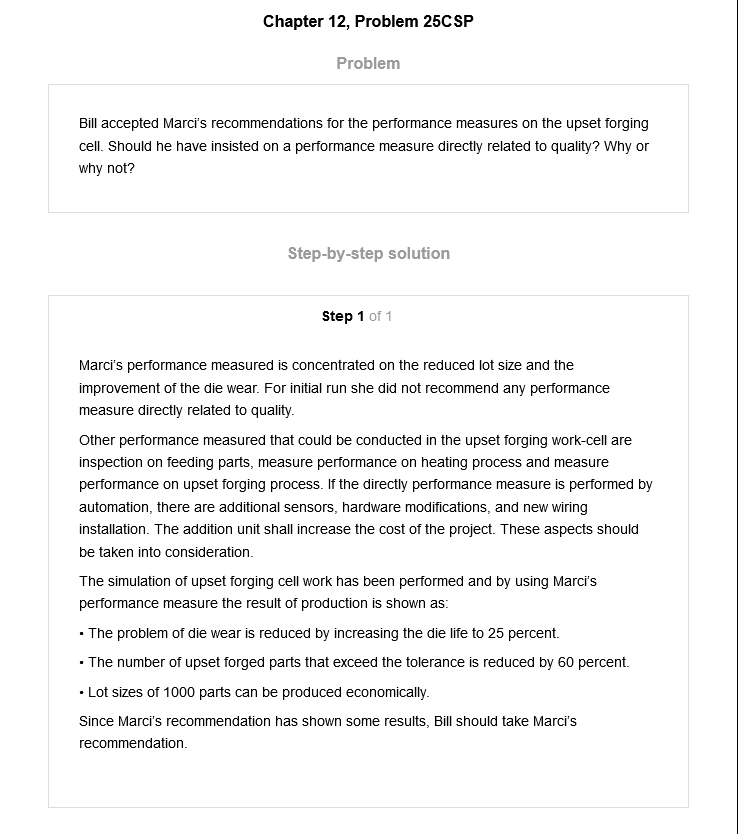 Chapter 12, Problem 25CSP
Problem
Bill accepted Marci's recommendations for the performance measures on the upset forging
cell. Should he have insisted on a performance measure directly related to quality? Why or
why not?
Step-by-step solution
Step 1 of 1
Marci's performance measured is concentrated on the reduced lot size and the
improvement of the die wear. For initial run she did not recommend any performance
measure directly related to quality.
Other performance measured that could be conducted in the upset forging work-cell are
inspection on feeding parts, measure performance on heating process and measure
performance on upset forging process. If the directly performance measure is performed by
automation, there are additional sensors, hardware modifications, and new wiring
installation. The addition unit shall increase the cost of the project. These aspects should
be taken into consideration.
The simulation of upset forging cell work has been performed and by using Marci's
performance measure the result of production is shown as:
• The problem of die wear is reduced by increasing the die life to 25 percent.
• The number of upset forged parts that exceed the tolerance is reduced by 60 percent.
• Lot sizes of 1000 parts can be produced economically.
Since Marci's recommendation has shown some results, Bill should take Marci's
recommendation.